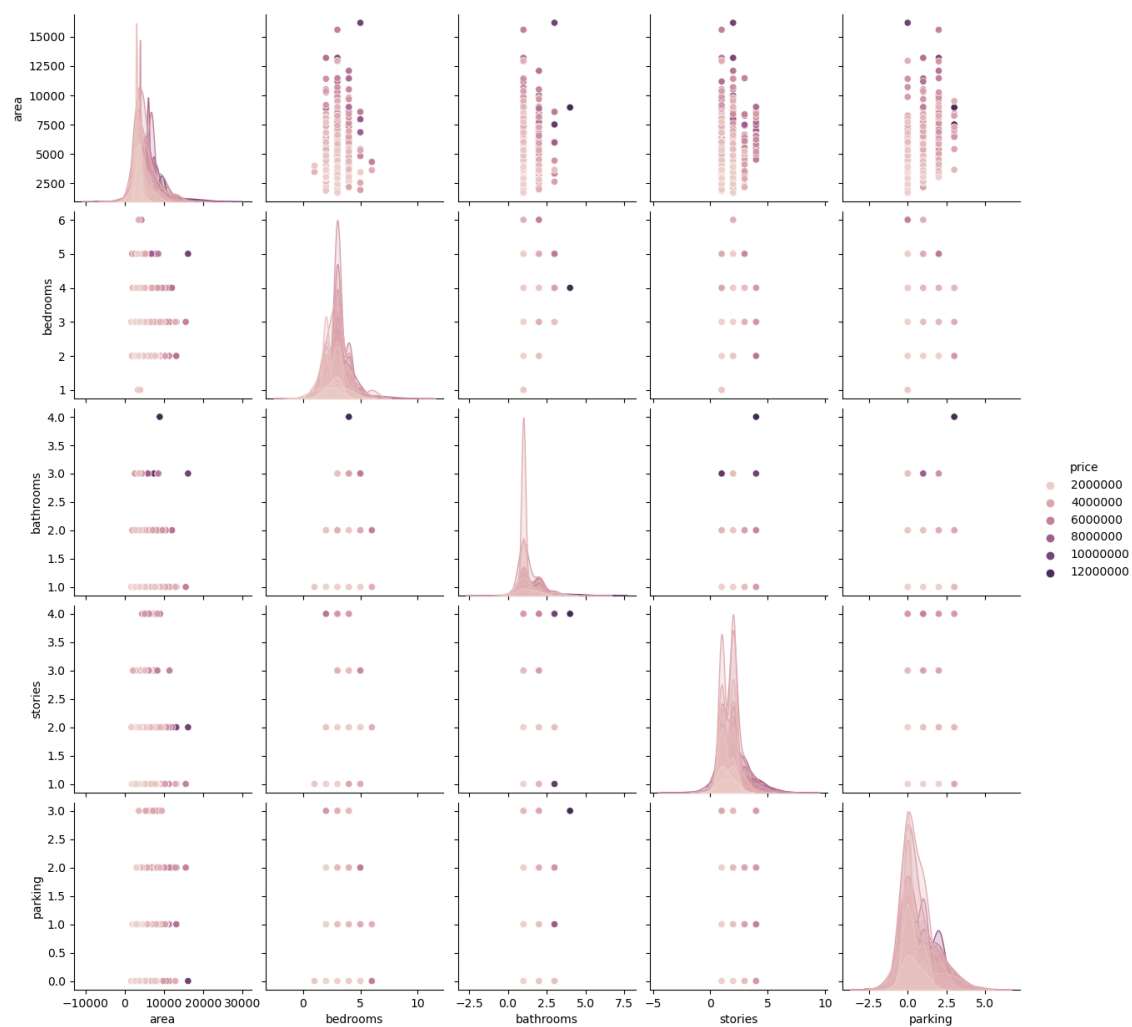 area
15000
12500
10000
7500
5000
2500
bedrooms
6
5
4
3
2
1
bathrooms
4.0
3.5
3.0
2.5
2.0
1.5
1.0
price
2000000
4000000
6000000
8000000
10000000
12000000
stories
4.0
3.5
3.0
2.5
2.0
1.5
1.0
parking
3.0
2.5
2.0
1.5
1.0
0.5
0.0
−10000 0 10000 20000 30000
area
0 5 10
bedrooms
−2.5 0.0 2.5 5.0 7.5
bathrooms
−5 0 5 10
stories
−2.5 0.0 2.5 5.0
parking